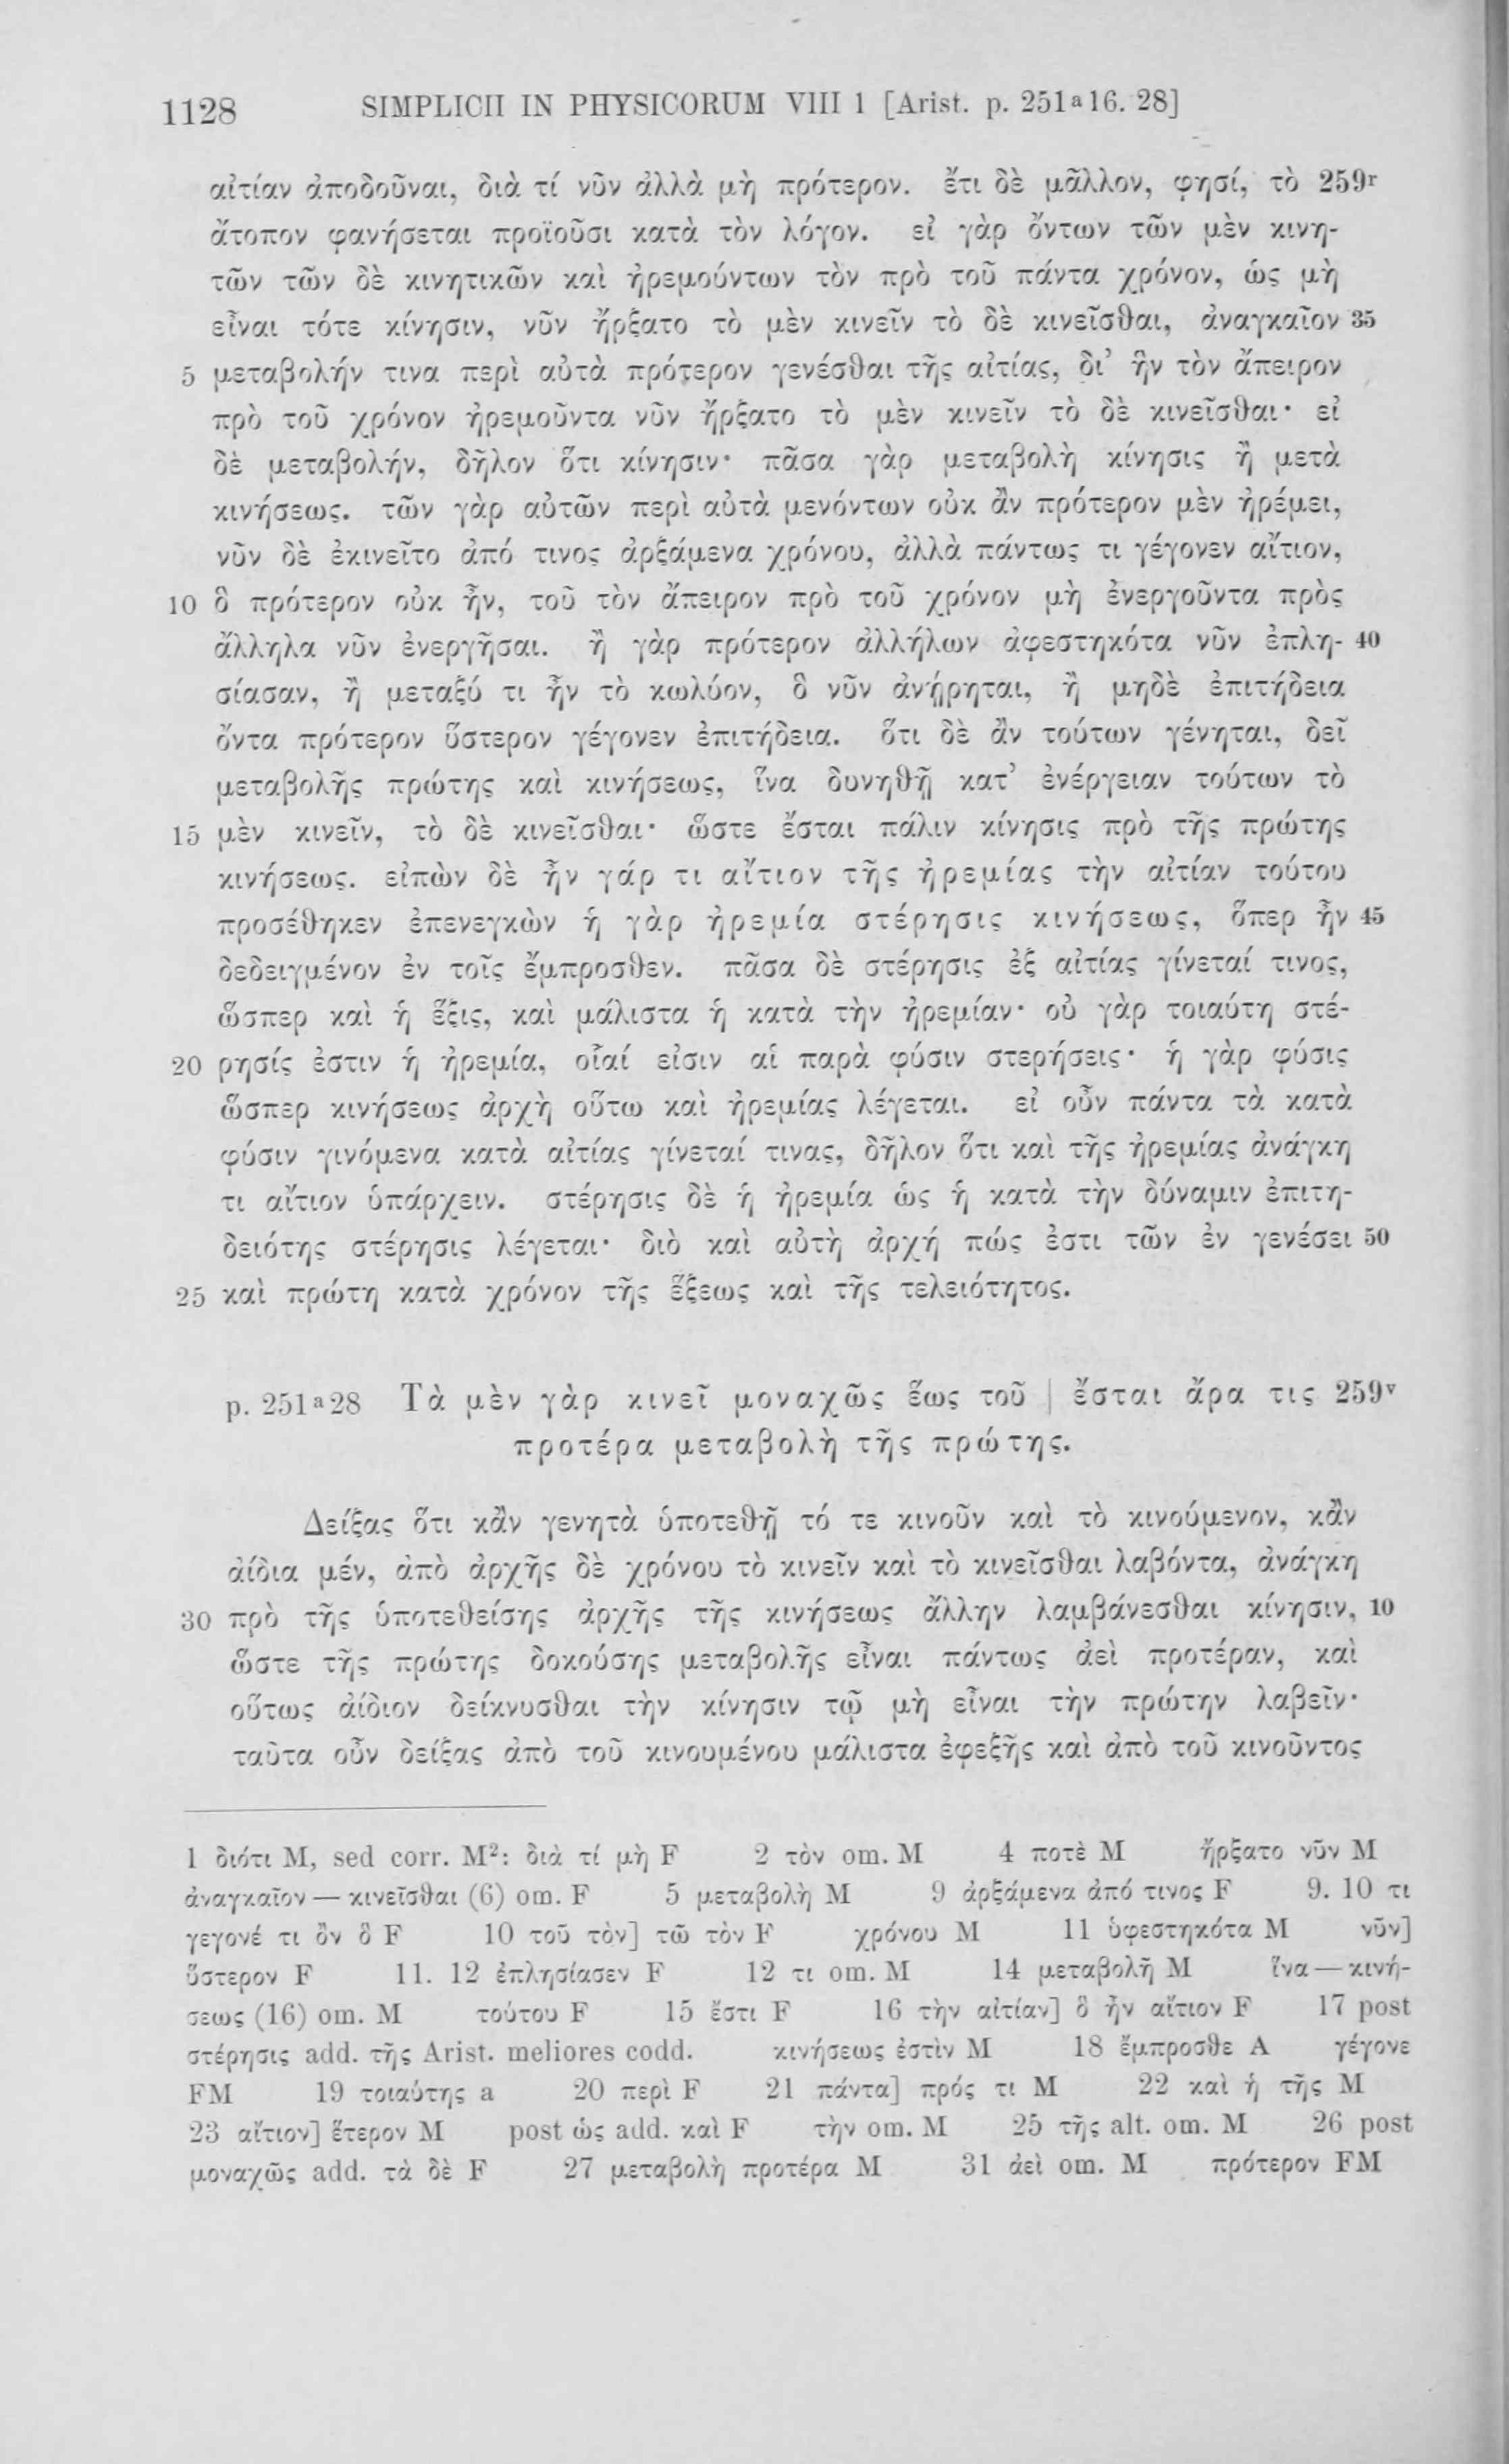 1128 SIMPLICII IN PHYSICORUM VIII 1 [Arist. p. 251ᵃ16. 28]
αἰτίαν ἀποδοῦναι, διὰ τί νῦν ἀλλὰ μὴ πρότερον. ἔτι δὲ μᾶλλον, φησί, τὸ 259ʳ
ἄτοπον φανήσεται προϊοῦσι κατὰ τὸν λόγον. εἰ γὰρ ὄντων τῶν μὲν κινη-
τῶν τῶν δὲ κινητικῶν καὶ ἠρεμούντων τὸν πρὸ τοῦ πάντα χρόνον, ὡς μὴ
εἶναι τότε κίνησιν, νῦν ἤρξατο τὸ μὲν κινεῖν τὸ δὲ κινεῖσθαι, ἀναγκαῖον 35
5 μεταβολήν τινα περὶ αὐτὰ πρότερον γενέσθαι τῆς αἰτίας, δι' ἣν τὸν ἄπειρον
πρὸ τοῦ χρόνον ἠρεμοῦντα νῦν ἤρξατο τὸ μὲν κινεῖν τὸ δὲ κινεῖσθαι· εἰ
δὲ μεταβολήν, δῆλον ὅτι κίνησιν· πᾶσα γὰρ μεταβολὴ κίνησις ἢ μετὰ
κινήσεως. τῶν γὰρ αὐτῶν περὶ αὐτὰ μενόντων οὐκ ἂν πρότερον μὲν ἠρέμει,
νῦν δὲ ἐκινεῖτο ἀπό τινος ἀρξάμενα χρόνου, ἀλλὰ πάντως τι γέγονεν αἴτιον,
10 ὃ πρότερον οὐκ ἦν, τοῦ τὸν ἄπειρον πρὸ τοῦ χρόνον μὴ ἐνεργοῦντα πρὸς
ἄλληλα νῦν ἐνεργῆσαι. ἢ γὰρ πρότερον ἀλλήλων ἀφεστηκότα νῦν ἐπλη- 40
σίασαν, ἢ μεταξύ τι ἦν τὸ κωλύον, ὃ νῦν ἀνῄρηται, ἢ μηδὲ ἐπιτήδεια
ὄντα πρότερον ὕστερον γέγονεν ἐπιτήδεια. ὅτι δὲ ἂν τούτων γένηται, δεῖ
μεταβολῆς πρώτης καὶ κινήσεως, ἵνα δυνηθῇ κατ' ἐνέργειαν τούτων τὸ
15 μὲν κινεῖν, τὸ δὲ κινεῖσθαι· ὥστε ἔσται πάλιν κίνησις πρὸ τῆς πρώτης
κινήσεως. εἰπὼν δὲ ἦν γάρ τι αἴτιον τῆς ἠρεμίας τὴν αἰτίαν τούτου
προσέθηκεν ἐπενεγκὼν ἡ γὰρ ἠρεμία στέρησις κινήσεως, ὅπερ ἦν 45
δεδειγμένον ἐν τοῖς ἔμπροσθεν. πᾶσα δὲ στέρησις ἐξ αἰτίας γίνεταί τινος,
ὥσπερ καὶ ἡ ἕξις, καὶ μάλιστα ἡ κατὰ τὴν ἠρεμίαν· οὐ γὰρ τοιαύτη στέ-
20 ρησίς ἐστιν ἡ ἠρεμία, οἷαί εἰσιν αἱ παρὰ φύσιν στερήσεις· ἡ γὰρ φύσις
ὥσπερ κινήσεως ἀρχὴ οὕτω καὶ ἠρεμίας λέγεται. εἰ οὖν πάντα τὰ κατὰ
φύσιν γινόμενα κατὰ αἰτίας γίνεταί τινας, δῆλον ὅτι καὶ τῆς ἠρεμίας ἀνάγκη
τι αἴτιον ὑπάρχειν. στέρησις δὲ ἡ ἠρεμία ὡς ἡ κατὰ τὴν δύναμιν ἐπιτη-
δειότης στέρησις λέγεται· διὸ καὶ αὐτὴ ἀρχή πώς ἐστι τῶν ἐν γενέσει 50
25 καὶ πρώτη κατὰ χρόνον τῆς ἕξεως καὶ τῆς τελειότητος.
p. 251ᵃ28 Τὰ μὲν γὰρ κινεῖ μοναχῶς ἕως τοῦ | ἔσται ἄρα τις 259ᵛ
προτέρα μεταβολὴ τῆς πρώτης.
Δείξας ὅτι κἂν γενητὰ ὑποτεθῇ τό τε κινοῦν καὶ τὸ κινούμενον, κἂν
ἀίδια μέν, ἀπὸ ἀρχῆς δὲ χρόνου τὸ κινεῖν καὶ τὸ κινεῖσθαι λαβόντα, ἀνάγκη
30 πρὸ τῆς ὑποτεθείσης ἀρχῆς τῆς κινήσεως ἄλλην λαμβάνεσθαι κίνησιν, 10
ὥστε τῆς πρώτης δοκούσης μεταβολῆς εἶναι πάντως ἀεὶ προτέραν, καὶ
οὕτως ἀίδιον δείκνυσθαι τὴν κίνησιν τῷ μὴ εἶναι τὴν πρώτην λαβεῖν·
ταῦτα οὖν δείξας ἀπὸ τοῦ κινουμένου μάλιστα ἐφεξῆς καὶ ἀπὸ τοῦ κινοῦντος
1 διότι M, sed corr. M²: διὰ τί μὴ F 2 τὸν om. M 4 ποτὲ M ἤρξατο νῦν M
ἀναγκαῖον — κινεῖσθαι (6) om. F 5 μεταβολὴ M 9 ἀρξάμενα ἀπό τινος F 9. 10 τι
γεγονέ τι ὂν ὃ F 10 τοῦ τὸν] τῶ τὸν F χρόνου M 11 ὑφεστηκότα M νῦν]
ὕστερον F 11. 12 ἐπλησίασεν F 12 τι om. M 14 μεταβολῆ M ἵνα — κινή-
σεως (16) om. M τούτου F 15 ἔστι F 16 τὴν αἰτίαν] ὃ ἦν αἴτιον F 17 post
στέρησις add. τῆς Arist. meliores codd. κινήσεως ἐστὶν M 18 ἔμπροσθε A γέγονε
FM 19 τοιαύτης a 20 περὶ F 21 πάντα] πρός τι M 22 καὶ ἡ τῆς M
23 αἴτιον] ἕτερον M post ὡς add. καὶ F τὴν om. M 25 τῆς alt. om. M 26 post
μοναχῶς add. τὰ δὲ F 27 μεταβολὴ προτέρα M 31 ἀεὶ om. M πρότερον FM